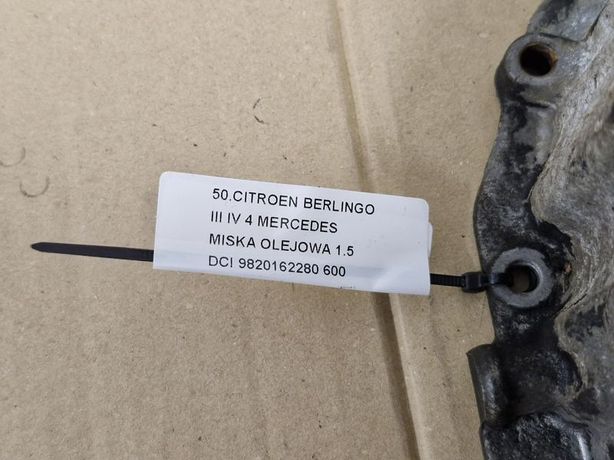 50.CITROEN BERLINGO
III IV 4 MERCEDES
MISKA OLEJOWA 1.5
DCI 9820162280 600